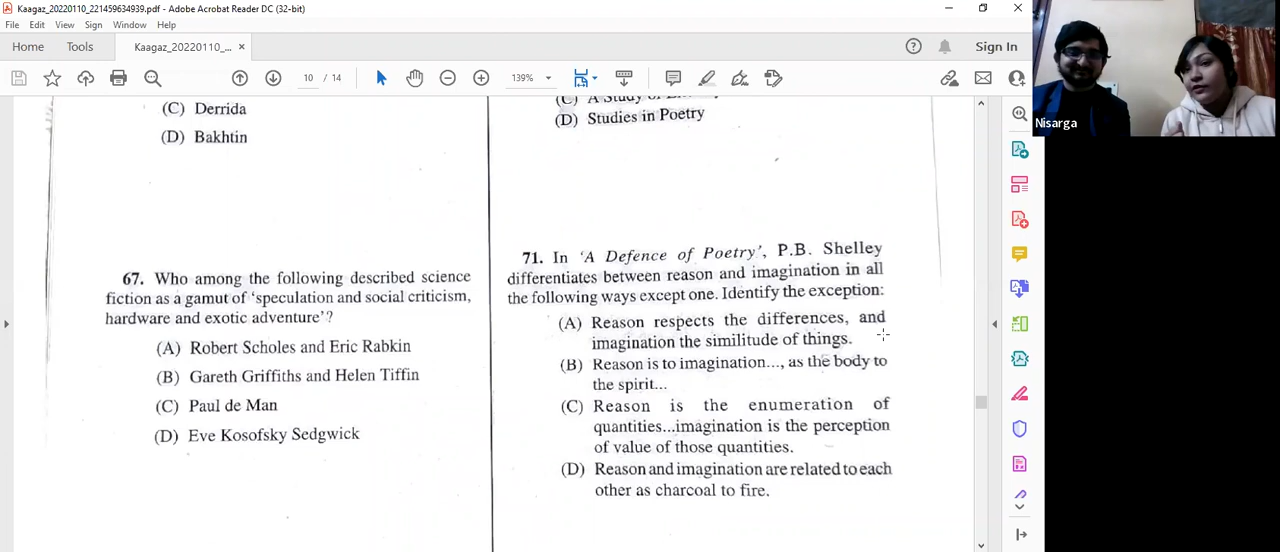 Kaagaz_20220110_221459634939.pdf - Adobe Acrobat Reader DC (32-bit)
File Edit View Sign Window Help
Home Tools Kaagaz_20220110_... × Sign In
10 / 14 139%
Nisarga
(C) Derrida
(D) Bakhtin
67. Who among the following described science
fiction as a gamut of ‘speculation and social criticism,
hardware and exotic adventure’?
(A) Robert Scholes and Eric Rabkin
(B) Gareth Griffiths and Helen Tiffin
(C) Paul de Man
(D) Eve Kosofsky Sedgwick
(C) A Study of
(D) Studies in Poetry
71. In ‘A Defence of Poetry’, P.B. Shelley
differentiates between reason and imagination in all
the following ways except one. Identify the exception:
(A) Reason respects the differences, and
imagination the similitude of things.
(B) Reason is to imagination..., as the body to
the spirit...
(C) Reason is the enumeration of
quantities...imagination is the perception
of value of those quantities.
(D) Reason and imagination are related to each
other as charcoal to fire.